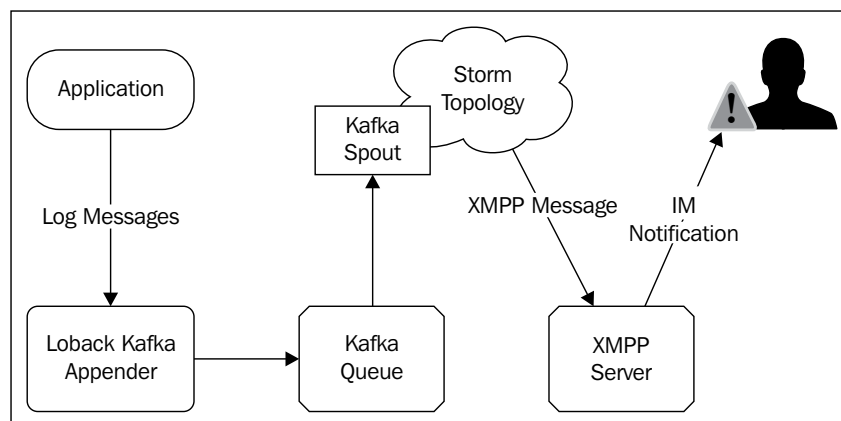 Application
Storm
Topology
Kafka
Spout
Log Messages
XMPP Message
IM
Notification
Loback Kafka
Appender
Kafka
Queue
XMPP
Server
!